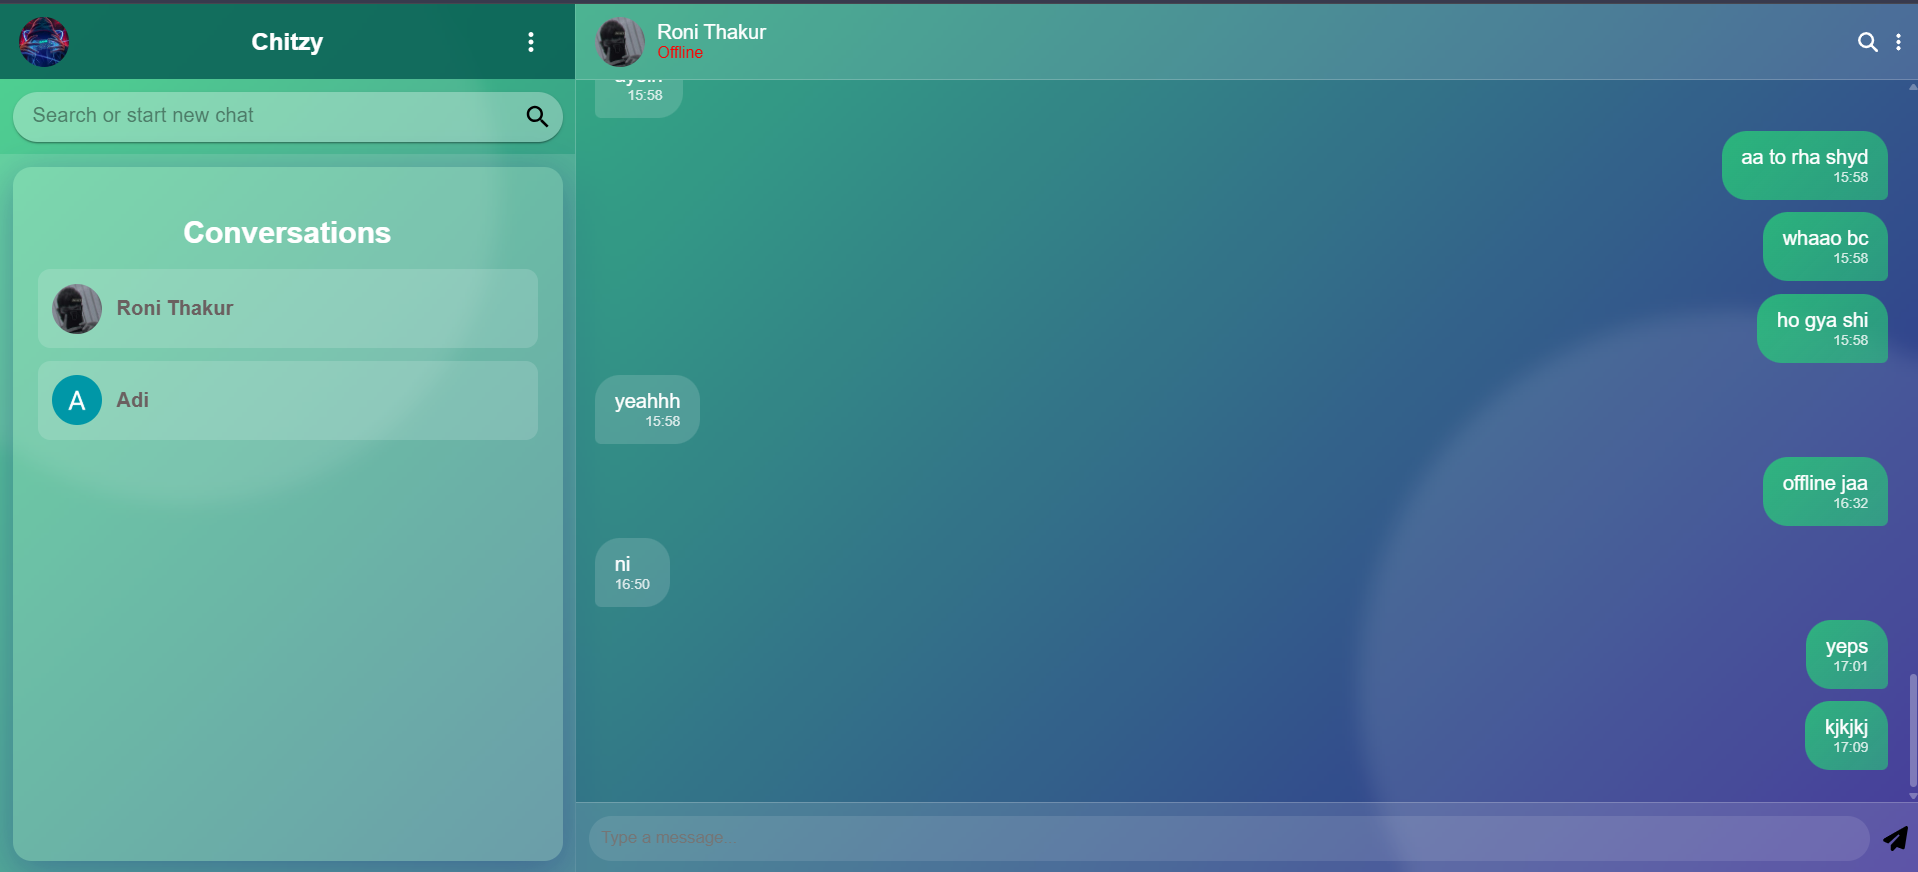 Chitzy
Search or start new chat
Conversations
Roni Thakur
A
Adi
Roni Thakur
Offline
15:58
aa to rha shyd
15:58
whaao bc
15:58
ho gya shi
15:58
yeahhh
15:58
offline jaa
16:32
ni
16:50
yeps
17:01
kjkjkj
17:09
Type a message...